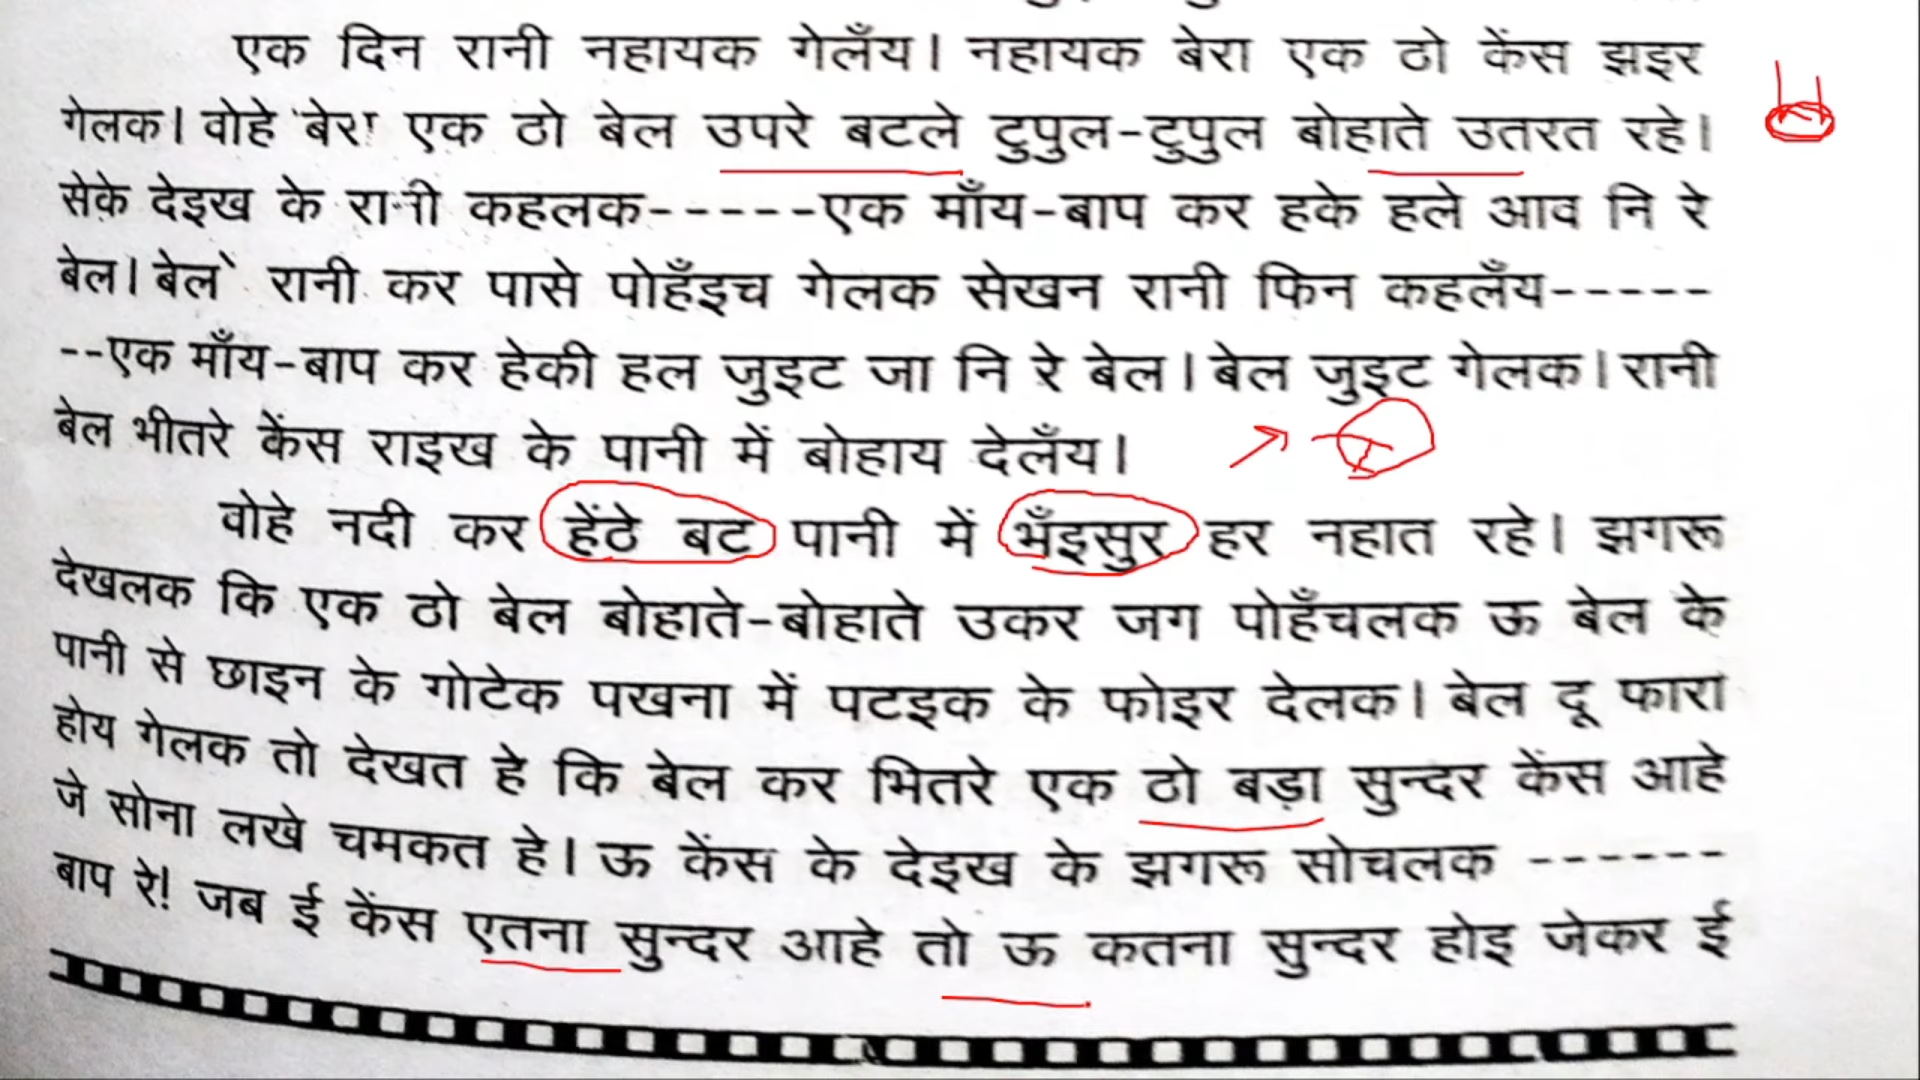 एक दिन रानी नहायक गेलँय। नहायक बेरा एक ठो केंस झइर
गेलक। वोहे बेरा एक ठो बेल उपरे बटले टुपुल-टुपुल बोहाते उतरत रहे।
सेके देइख के रानी कहलक-----एक माँय-बाप कर हके हले आव नि रे
बेल। बेल रानी कर पासे पोहँइच गेलक सेखन रानी फिन कहलँय-----
--एक माँय-बाप कर हेकी हल जुइट जा नि रे बेल। बेल जुइट गेलक। रानी
बेल भीतरे केंस राइख के पानी में बोहाय देलँय।
वोहे नदी कर हेंठे बट पानी में भँइसुर हर नहात रहे। झगरू
देखलक कि एक ठो बेल बोहाते-बोहाते उकर जग पोहँचलक ऊ बेल के
पानी से छाइन के गोटेक पखना में पटइक के फोइर देलक। बेल दू फारा
होय गेलक तो देखत हे कि बेल कर भितरे एक ठो बड़ा सुन्दर केंस आहे
जे सोना लखे चमकत हे। ऊ केंस के देइख के झगरू सोचलक ------
बाप रे! जब ई केंस एतना सुन्दर आहे तो ऊ कतना सुन्दर होइ जेकर ई